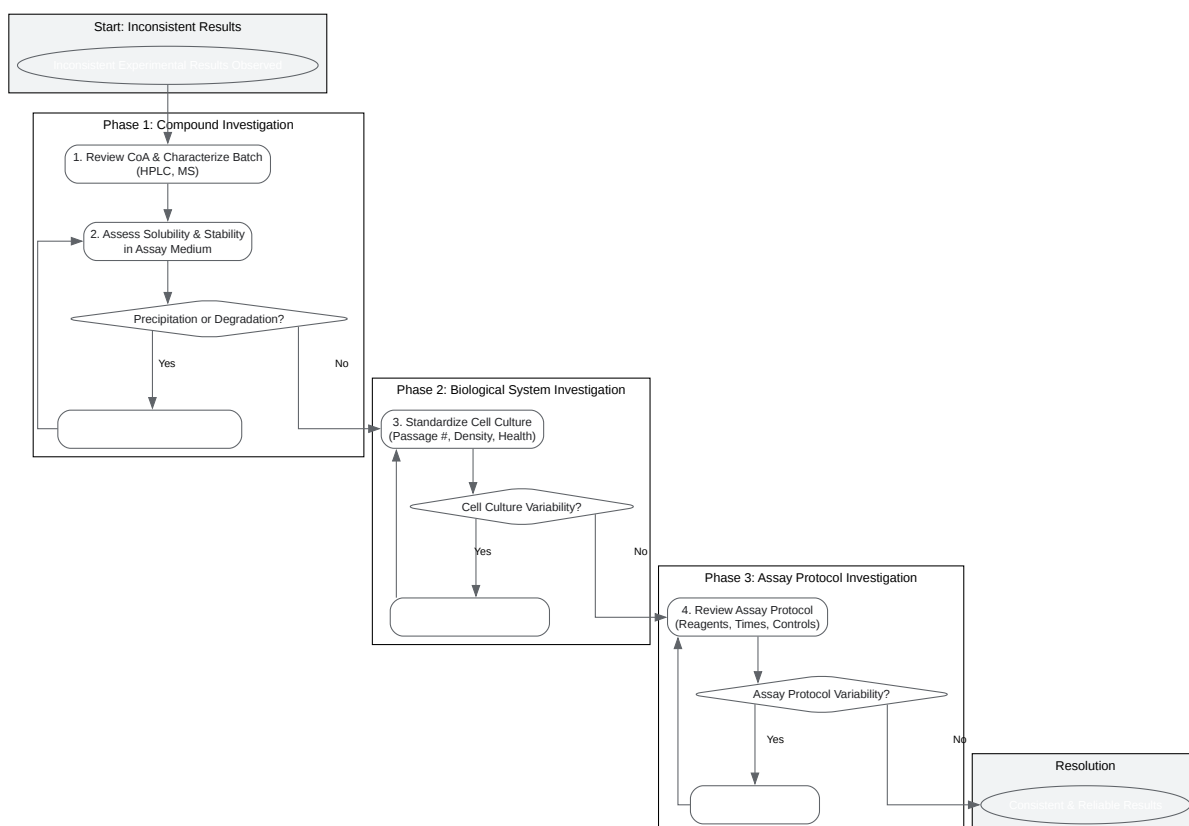 Start: Inconsistent Results
Inconsistent Experimental Results Observed
Phase 1: Compound Investigation
1. Review CoA & Characterize Batch
(HPLC, MS)
2. Assess Solubility & Stability
in Assay Medium
Precipitation or Degradation?
Yes
No
Phase 2: Biological System Investigation
3. Standardize Cell Culture
(Passage #, Density, Health)
Cell Culture Variability?
Yes
No
Phase 3: Assay Protocol Investigation
4. Review Assay Protocol
(Reagents, Times, Controls)
Assay Protocol Variability?
Yes
No
Resolution
Consistent & Reliable Results